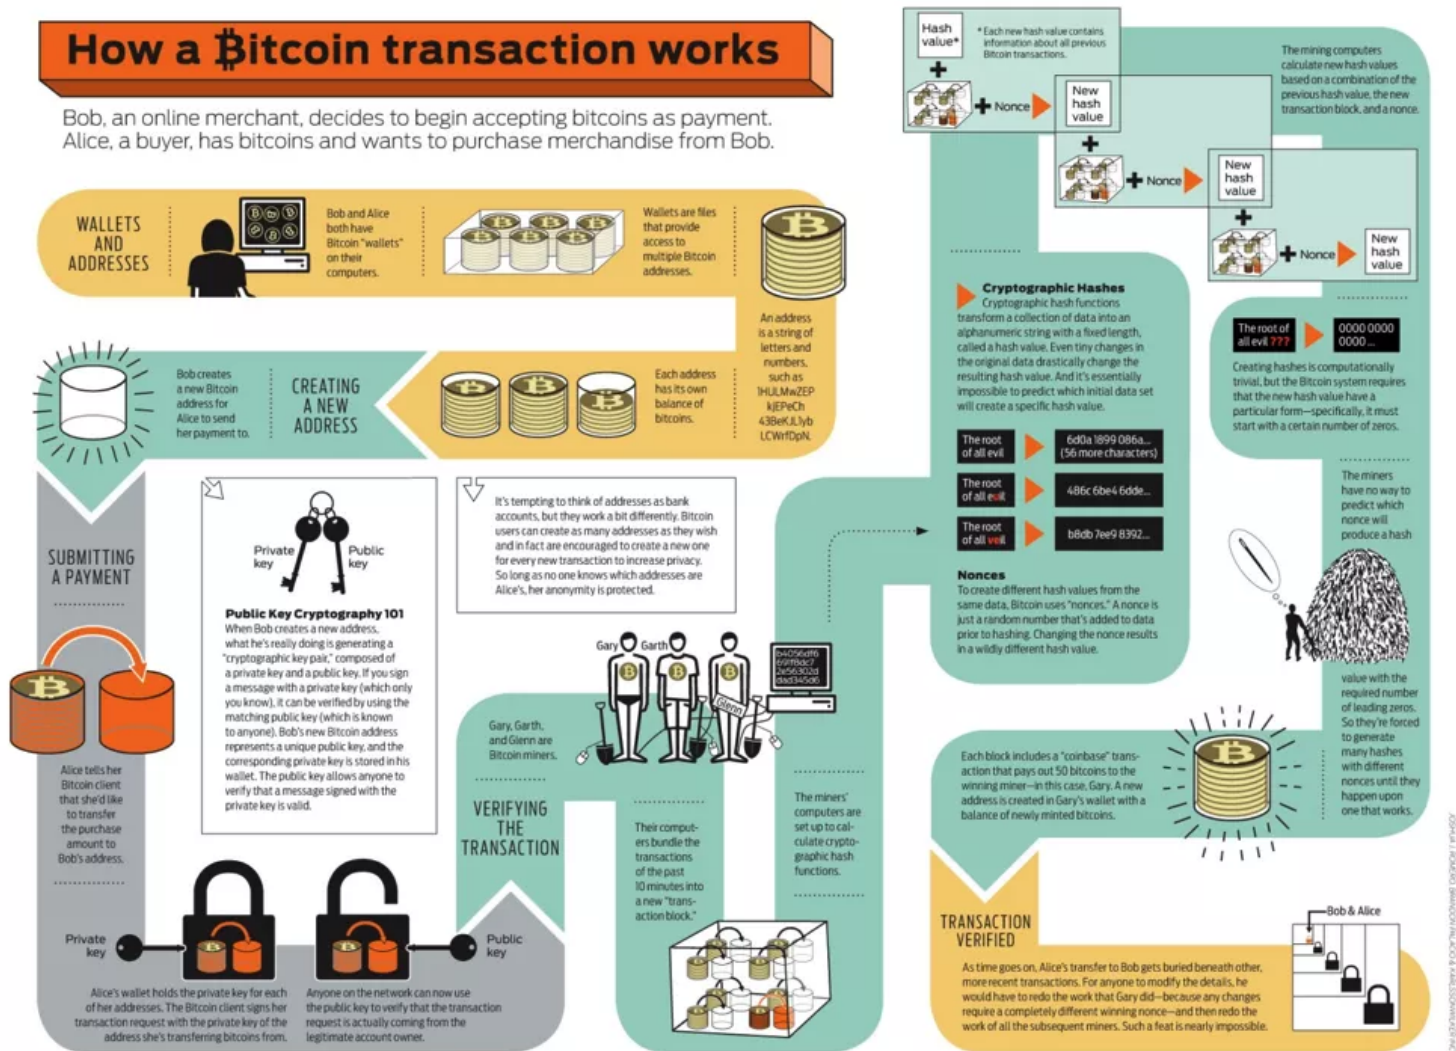 How a Bitcoin transaction works
Bob, an online merchant, decides to begin accepting bitcoins as payment.
Alice, a buyer, has bitcoins and wants to purchase merchandise from Bob.
WALLETS
AND
ADDRESSES
Bob and Alice
both have
Bitcoin "wallets"
on their
computers.
Wallets are files
that provide
access to
multiple Bitcoin
addresses.
An address
is a string of
letters and
numbers,
such as
1HULMwZEP
kjEPeCh
43BeKJL1yb
LCWrfDpN.
Each address
has its own
balance of
bitcoins.
CREATING
A NEW
ADDRESS
Bob creates
a new Bitcoin
address for
Alice to send
her payment to.
SUBMITTING
A PAYMENT
Alice tells her
Bitcoin client
that she'd like
to transfer
the purchase
amount to
Bob's address.
Private
key
Public
key
Public Key Cryptography 101
When Bob creates a new address,
what he's really doing is generating a
"cryptographic key pair," composed of
a private key and a public key. If you sign
a message with a private key (which only
you know), it can be verified by using the
matching public key (which is known
to anyone). Bob's new Bitcoin address
represents a unique public key, and the
corresponding private key is stored in his
wallet. The public key allows anyone to
verify that a message signed with the
private key is valid.
It's tempting to think of addresses as bank
accounts, but they work a bit differently. Bitcoin
users can create as many addresses as they wish
and in fact are encouraged to create a new one
for every new transaction to increase privacy.
So long as no one knows which addresses are
Alice's, her anonymity is protected.
Private
key
Alice's wallet holds the private key for each
of her addresses. The Bitcoin client signs her
transaction request with the private key of the
address she's transferring bitcoins from.
Public
key
Anyone on the network can now use
the public key to verify that the transaction
request is actually coming from the
legitimate account owner.
VERIFYING
THE
TRANSACTION
Gary, Garth,
and Glenn are
Bitcoin miners.
Gary
Garth
Glenn
b4056df6
691f8dc7
2e56302d
dad345d6
Their comput-
ers bundle the
transactions
of the past
10 minutes into
a new "trans-
action block."
The miners'
computers are
set up to cal-
culate crypto-
graphic hash
functions.
Cryptographic Hashes
Cryptographic hash functions
transform a collection of data into an
alphanumeric string with a fixed length,
called a hash value. Even tiny changes in
the original data drastically change the
resulting hash value. And it's essentially
impossible to predict which initial data set
will create a specific hash value.
The root
of all evil
6d0a 1899 086a...
(56 more characters)
The root
of all euil
486c 6be4 6dde...
The root
of all veil
b8db 7ee9 8392...
Nonces
To create different hash values from the
same data, Bitcoin uses "nonces." A nonce is
just a random number that's added to data
prior to hashing. Changing the nonce results
in a wildly different hash value.
Hash
value*
* Each new hash value contains
information about all previous
Bitcoin transactions.
+
+ Nonce
New
hash
value
+
+ Nonce
New
hash
value
+
+ Nonce
New
hash
value
The mining computers
calculate new hash values
based on a combination of the
previous hash value, the new
transaction block, and a nonce.
The root of
all evil ???
0000 0000
0000 ...
Creating hashes is computationally
trivial, but the Bitcoin system requires
that the new hash value have a
particular form—specifically, it must
start with a certain number of zeros.
The miners
have no way to
predict which
nonce will
produce a hash
value with the
required number
of leading zeros.
So they're forced
to generate
many hashes
with different
nonces until they
happen upon
one that works.
Each block includes a "coinbase" trans-
action that pays out 50 bitcoins to the
winning miner—in this case, Gary. A new
address is created in Gary's wallet with a
balance of newly minted bitcoins.
TRANSACTION
VERIFIED
As time goes on, Alice's transfer to Bob gets buried beneath other,
more recent transactions. For anyone to modify the details, he
would have to redo the work that Gary did—because any changes
require a completely different winning nonce—and then redo the
work of all the subsequent miners. Such a feat is nearly impossible.
Bob & Alice